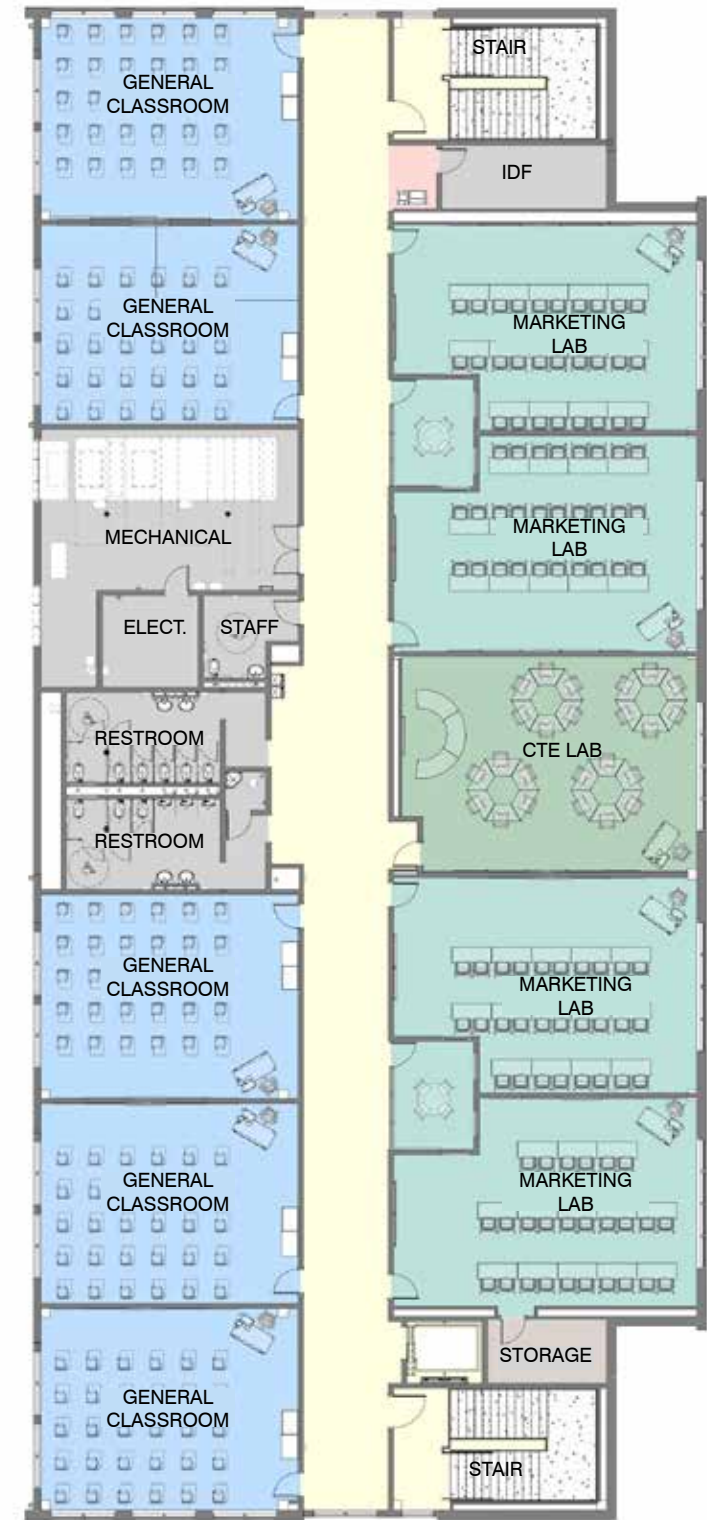 STAIR
GENERAL
CLASSROOM
IDF
GENERAL
CLASSROOM
MARKETING
LAB
MECHANICAL
MARKETING
LAB
ELECT.
STAFF
RESTROOM
CTE LAB
RESTROOM
GENERAL
CLASSROOM
MARKETING
LAB
GENERAL
CLASSROOM
MARKETING
LAB
STORAGE
GENERAL
CLASSROOM
STAIR